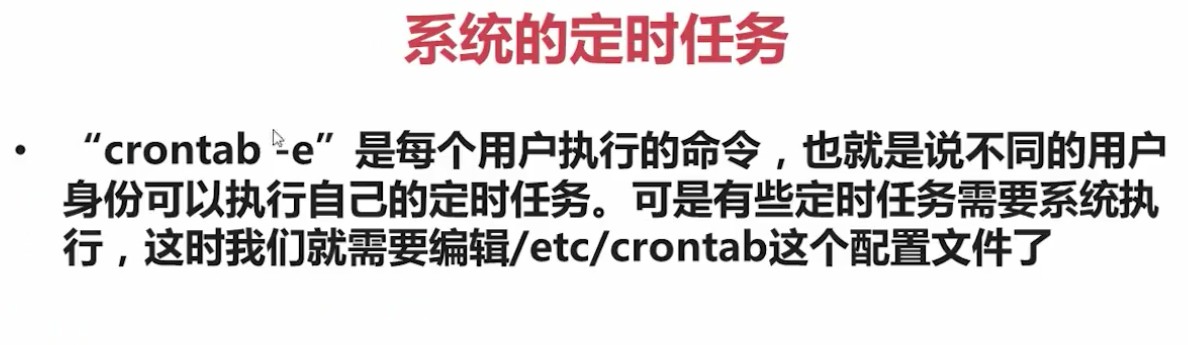 系统的定时任务
• “crontab -e”是每个用户执行的命令，也就是说不同的用户
身份可以执行自己的定时任务。可是有些定时任务需要系统执
行，这时我们就需要编辑/etc/crontab这个配置文件了